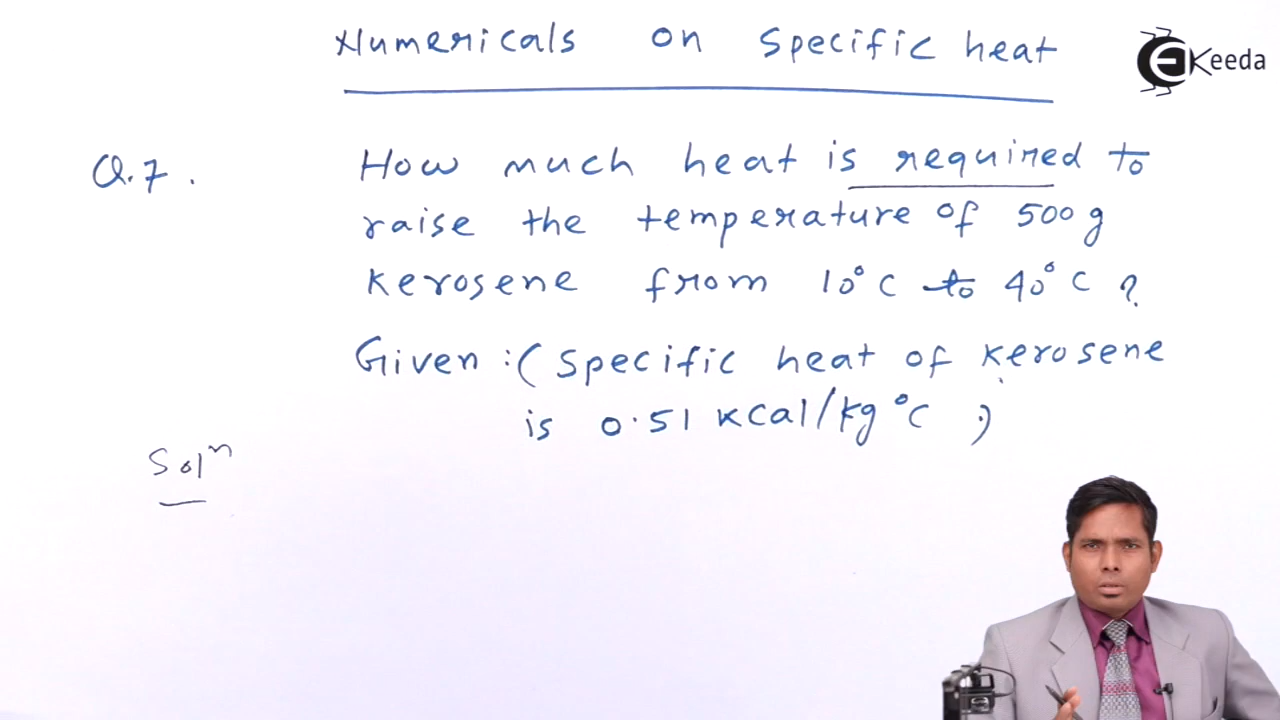 Numericals on Specific heat
Keeda
Q.7. How much heat is required to
raise the temperature of 500 g
Kerosene from 10°C to 40°C ?
Given :( Specific heat of Kerosene
is 0.51 KCal/Kg °C )
Solⁿ